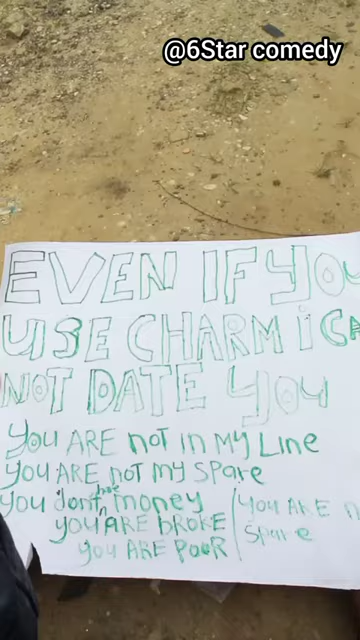 @6Star comedy
EVEN IF YOU
USE CHARM i CA
NOT DATE YOU
YOU ARE not in MY Line
YOU ARE not MY SPare
YOU dont have money
YOU ARE BROKE
YOU ARE POOR
YOU ARE n
SPare